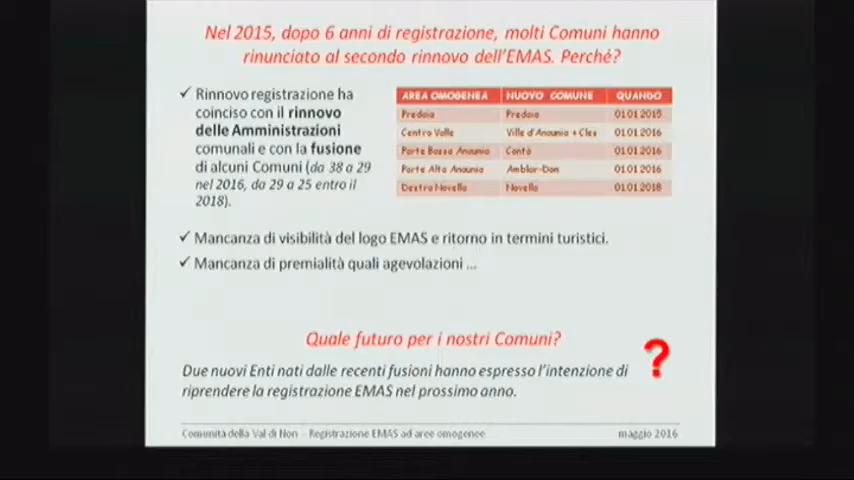 Nel 2015, dopo 6 anni di registrazione, molti Comuni hanno
rinunciato al secondo rinnovo dell'EMAS. Perché?
✓ Rinnovo registrazione ha
coinciso con il rinnovo
delle Amministrazioni
comunali e con la fusione
di alcuni Comuni (da 38 a 29
nel 2016, da 29 a 25 entro il
2018).
AREA OMOGENEA NUOVO COMUNE QUANDO
Predaia Predaia 01.01.2015
Centro Valle Ville d'Anaunia + Cles 01.01.2016
Parte Bassa Anaunia Contà 01.01.2016
Parte Alta Anaunia Amblar-Don 01.01.2016
Destra Novella Novella 01.01.2018
✓ Mancanza di visibilità del logo EMAS e ritorno in termini turistici.
✓ Mancanza di premialità quali agevolazioni ...
Quale futuro per i nostri Comuni?
?
Due nuovi Enti nati dalle recenti fusioni hanno espresso l'intenzione di
riprendere la registrazione EMAS nel prossimo anno.
Comunità della Val di Non – Registrazione EMAS ad aree omogenee maggio 2016